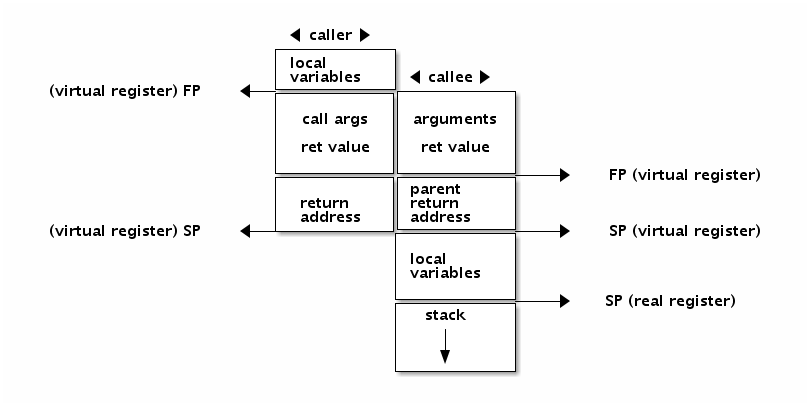 caller
local
variables
callee
(virtual register) FP
call args
arguments
ret value
ret value
FP (virtual register)
return
address
parent
return
address
(virtual register) SP
SP (virtual register)
local
variables
SP (real register)
stack